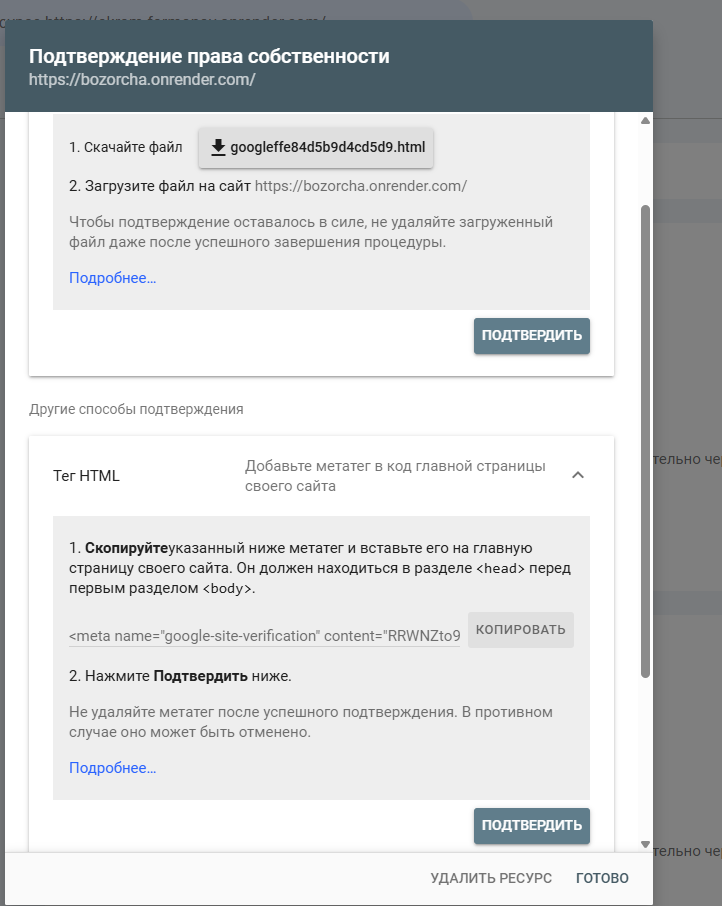 Подтверждение права собственности
https://bozorcha.onrender.com/
1. Скачайте файл
googleffe84d5b9d4cd5d9.html
2. Загрузите файл на сайт https://bozorcha.onrender.com/
Чтобы подтверждение оставалось в силе, не удаляйте загруженный
файл даже после успешного завершения процедуры.
Подробнее…
ПОДТВЕРДИТЬ
Другие способы подтверждения
Тег HTML
Добавьте метатег в код главной страницы
своего сайта
1. Скопируйтеуказанный ниже метатег и вставьте его на главную
страницу своего сайта. Он должен находиться в разделе <head> перед
первым разделом <body>.
<meta name="google-site-verification" content="RRWNZto9
КОПИРОВАТЬ
2. Нажмите Подтвердить ниже.
Не удаляйте метатег после успешного подтверждения. В противном
случае оно может быть отменено.
Подробнее…
ПОДТВЕРДИТЬ
УДАЛИТЬ РЕСУРС
ГОТОВО